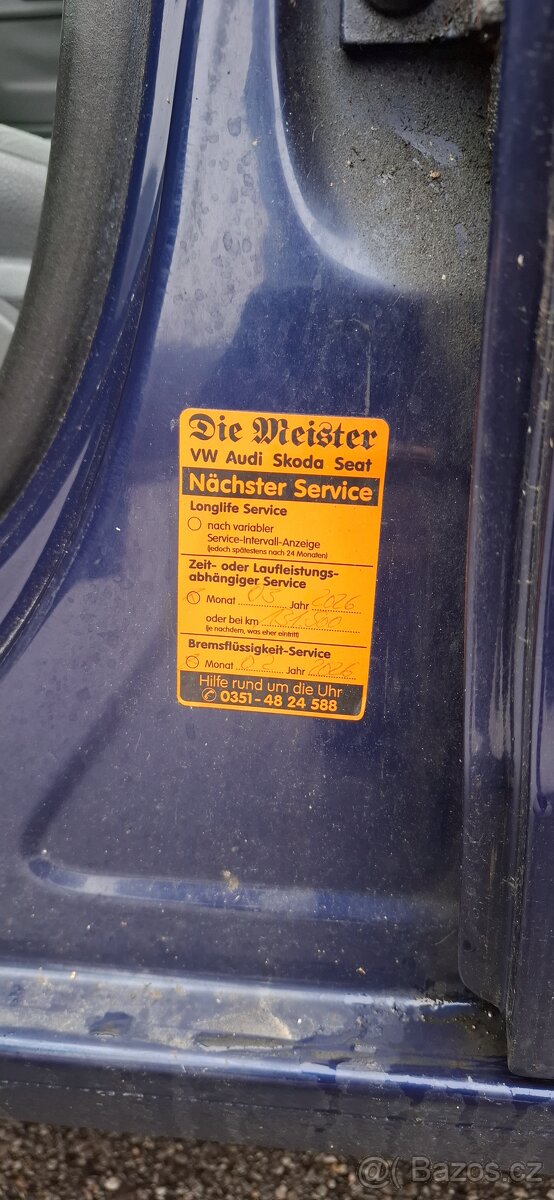 Die Meister
VW Audi Skoda Seat
Nächster Service
Longlife Service
nach variabler
Service-Intervall-Anzeige
(jedoch spätestens nach 24 Monaten)
Zeit- oder Laufleistungs-
abhängiger Service
Monat 03 Jahr 2026
oder bei km
(je nachdem, was eher eintritt)
Bremsflüssigkeit-Service
Monat 02 Jahr 2026
Hilfe rund um die Uhr
0351-48 24 588
Bazos.cz